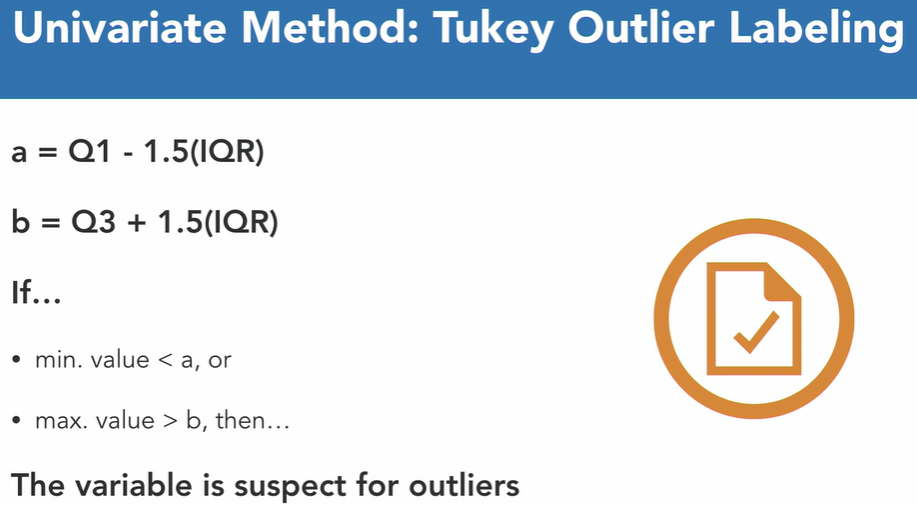 Univariate Method: Tukey Outlier Labeling
a = Q1 - 1.5(IQR)
b = Q3 + 1.5(IQR)
If...
• min. value < a, or
• max. value > b, then...
The variable is suspect for outliers